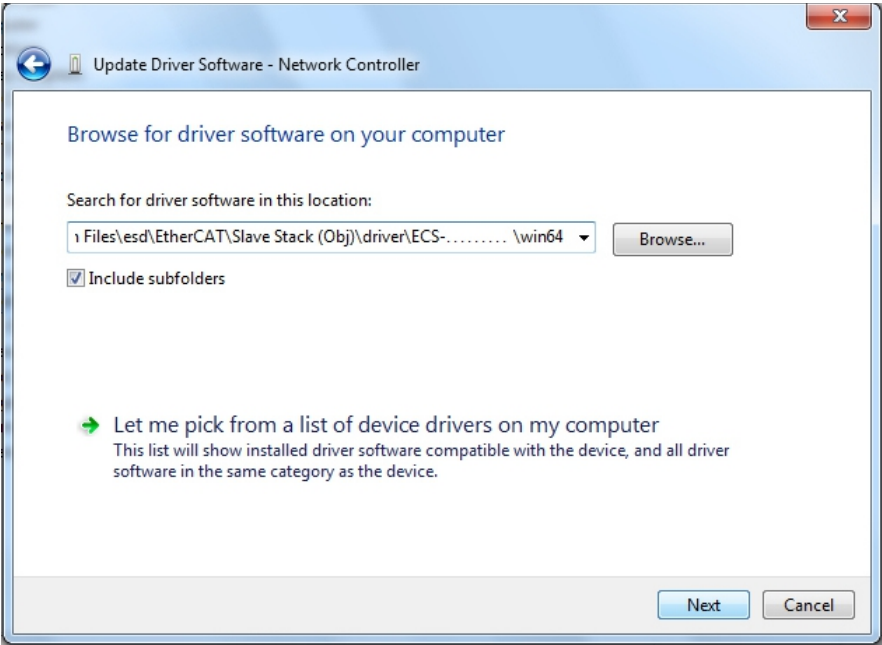 Update Driver Software - Network Controller
Browse for driver software on your computer
Search for driver software in this location:
Files\esd\EtherCAT\Slave Stack (Obj)\driver\ECS-......... \win64
Browse...
Include subfolders
Let me pick from a list of device drivers on my computer
This list will show installed driver software compatible with the device, and all driver
software in the same category as the device.
Next
Cancel